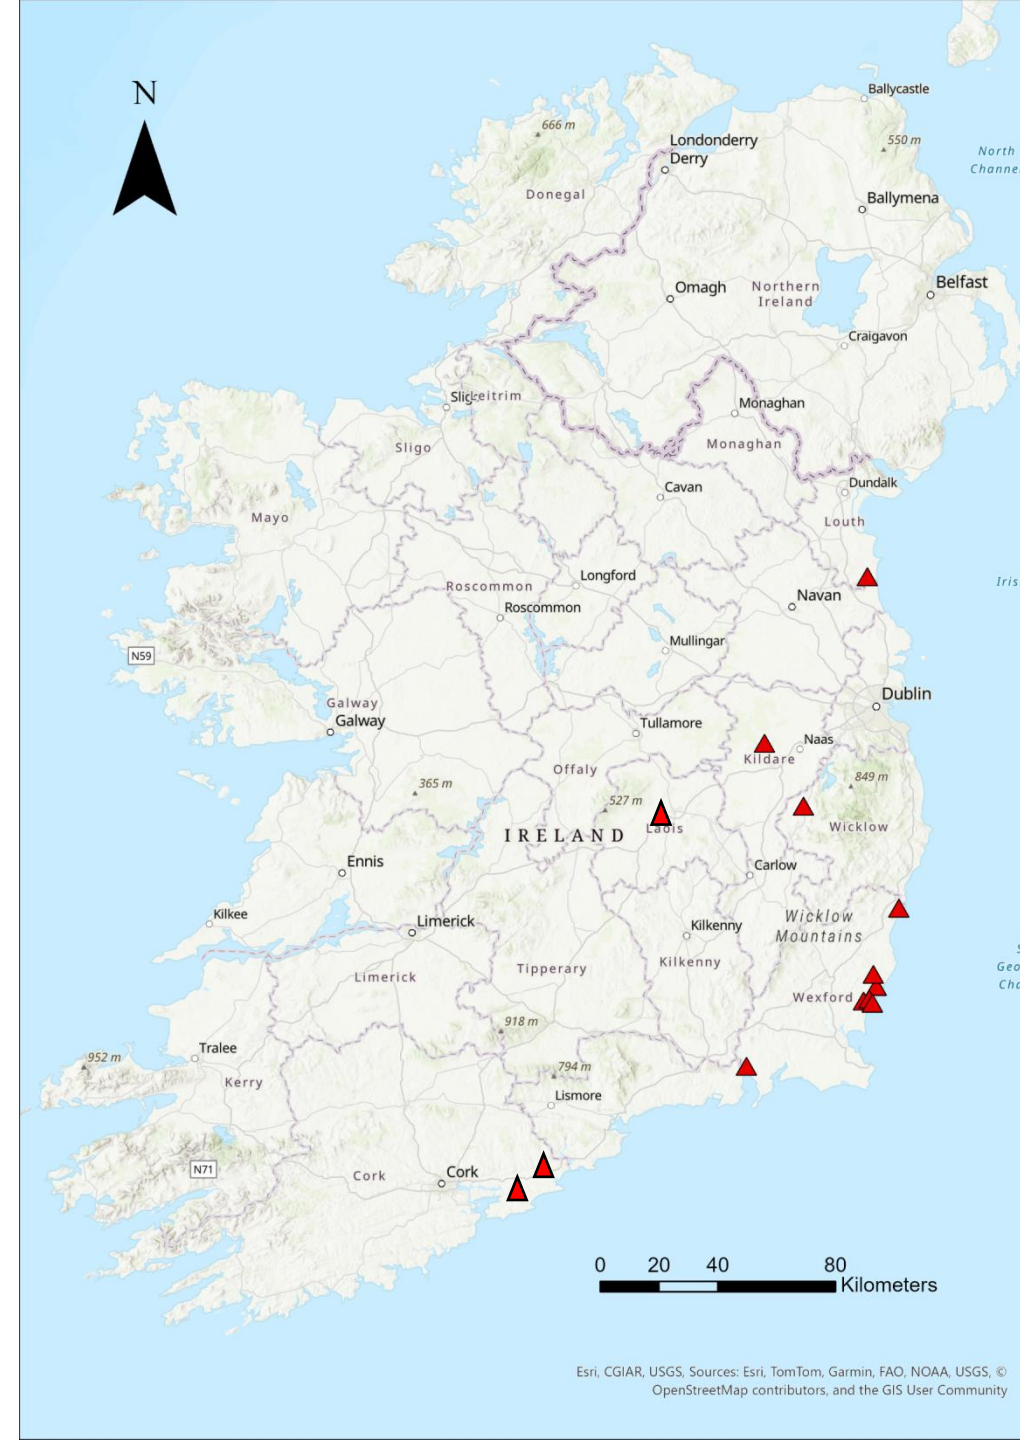 N
Ballycastle
666 m
Londonderry
Derry
550 m
North
Channe
Donegal
Ballymena
Omagh
Northern
Ireland
Belfast
Craigavon
Leitrim
Monaghan
Sligo
Monaghan
Cavan
Dundalk
Mayo
Louth
Longford
Iris
Roscommon
Navan
Roscommon
Mullingar
N59
Dublin
Galway
Galway
Tullamore
Naas
Kildare
Offaly
365 m
849 m
527 m
Laois
Wicklow
IRELAND
Ennis
Carlow
Kilkee
Wicklow
Mountains
Limerick
Kilkenny
Kilkenny
Limerick
Tipperary
Geo
Cha
Wexford
918 m
Tralee
952 m
794 m
Kerry
Lismore
N71
Cork
Cork
0 20 40 80
Kilometers
Esri, CGIAR, USGS, Sources: Esri, TomTom, Garmin, FAO, NOAA, USGS, ©
OpenStreetMap contributors, and the GIS User Community